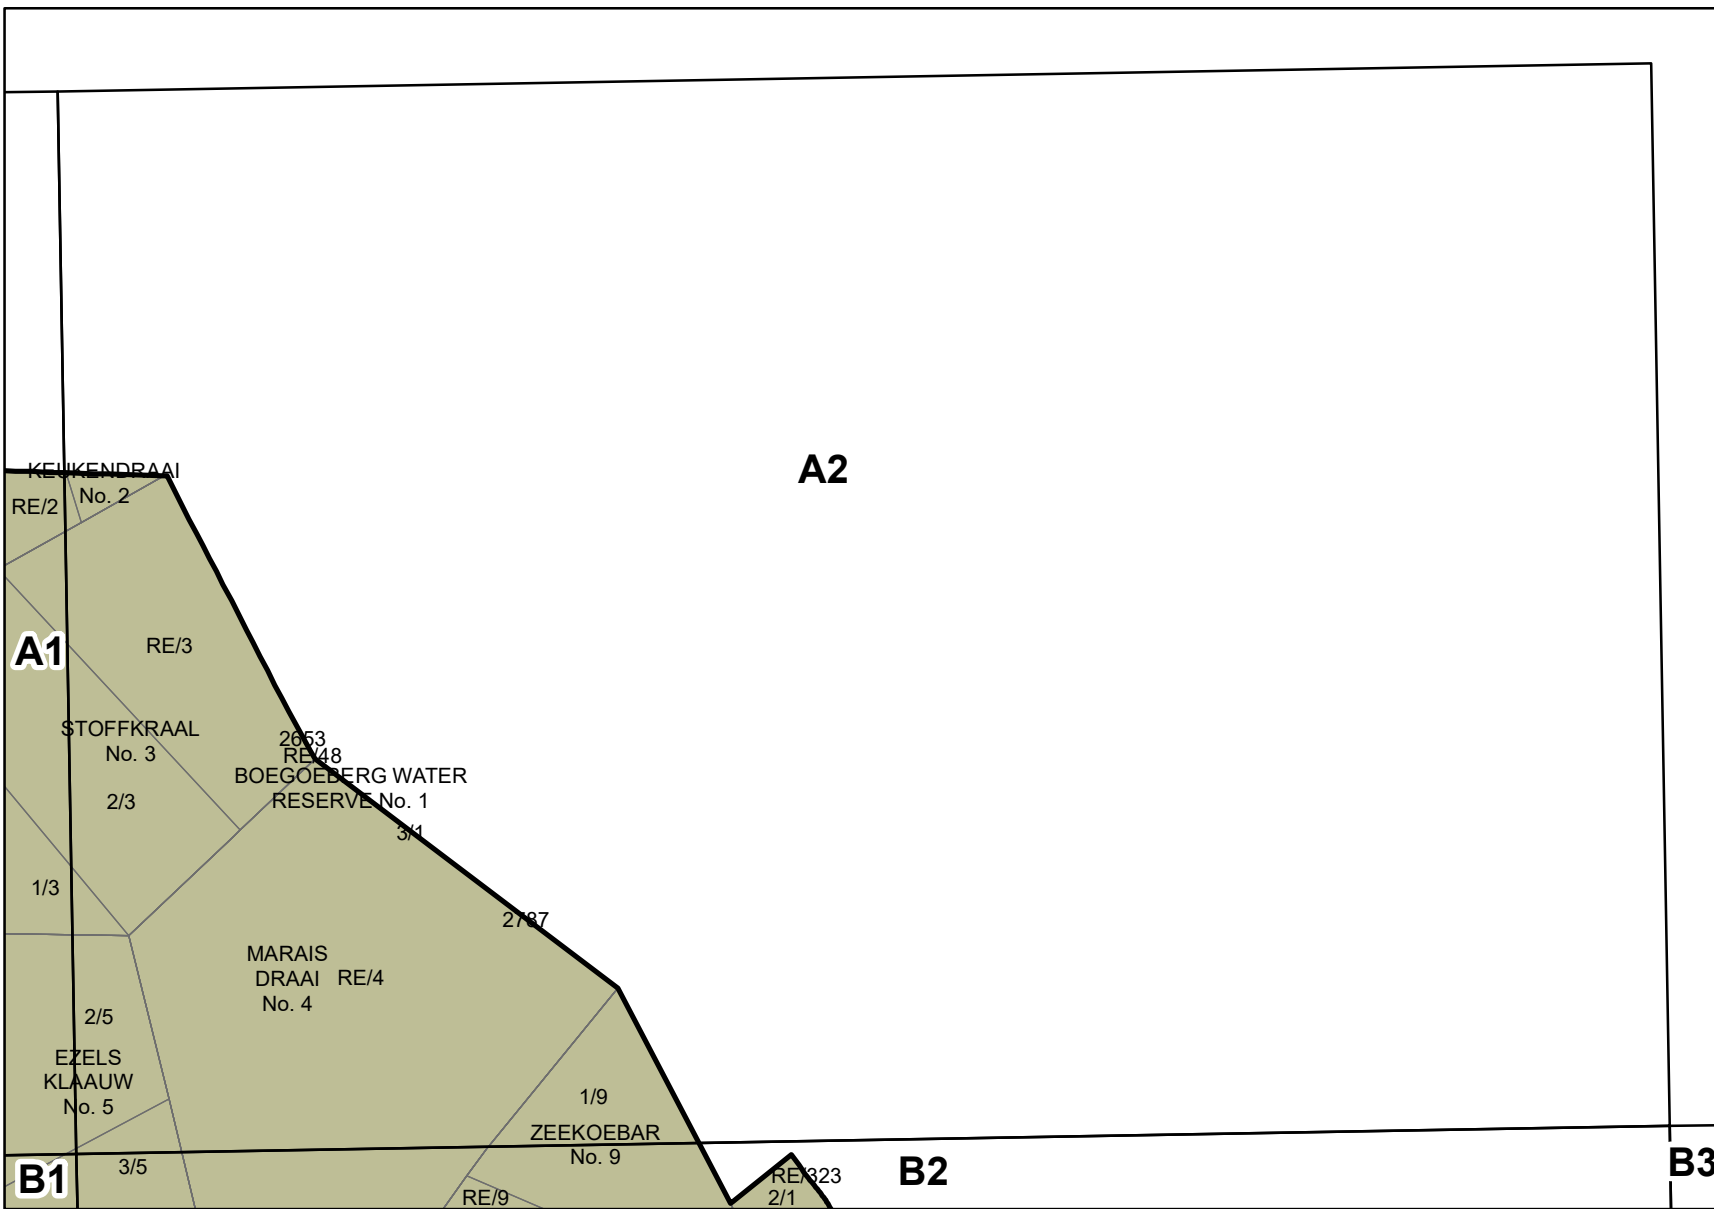 A2
KEUKENDRAAI
No. 2
RE/2
A1
RE/3
STOFFKRAAL
No. 3
2653
RE/48
BOEGOEBERG WATER
RESERVE No. 1
2/3
3/1
1/3
2787
MARAIS
DRAAI
No. 4
RE/4
2/5
EZELS
KLAAUW
No. 5
1/9
ZEEKOEBAR
No. 9
3/5
B1
RE/9
RE/323
2/1
B2
B3